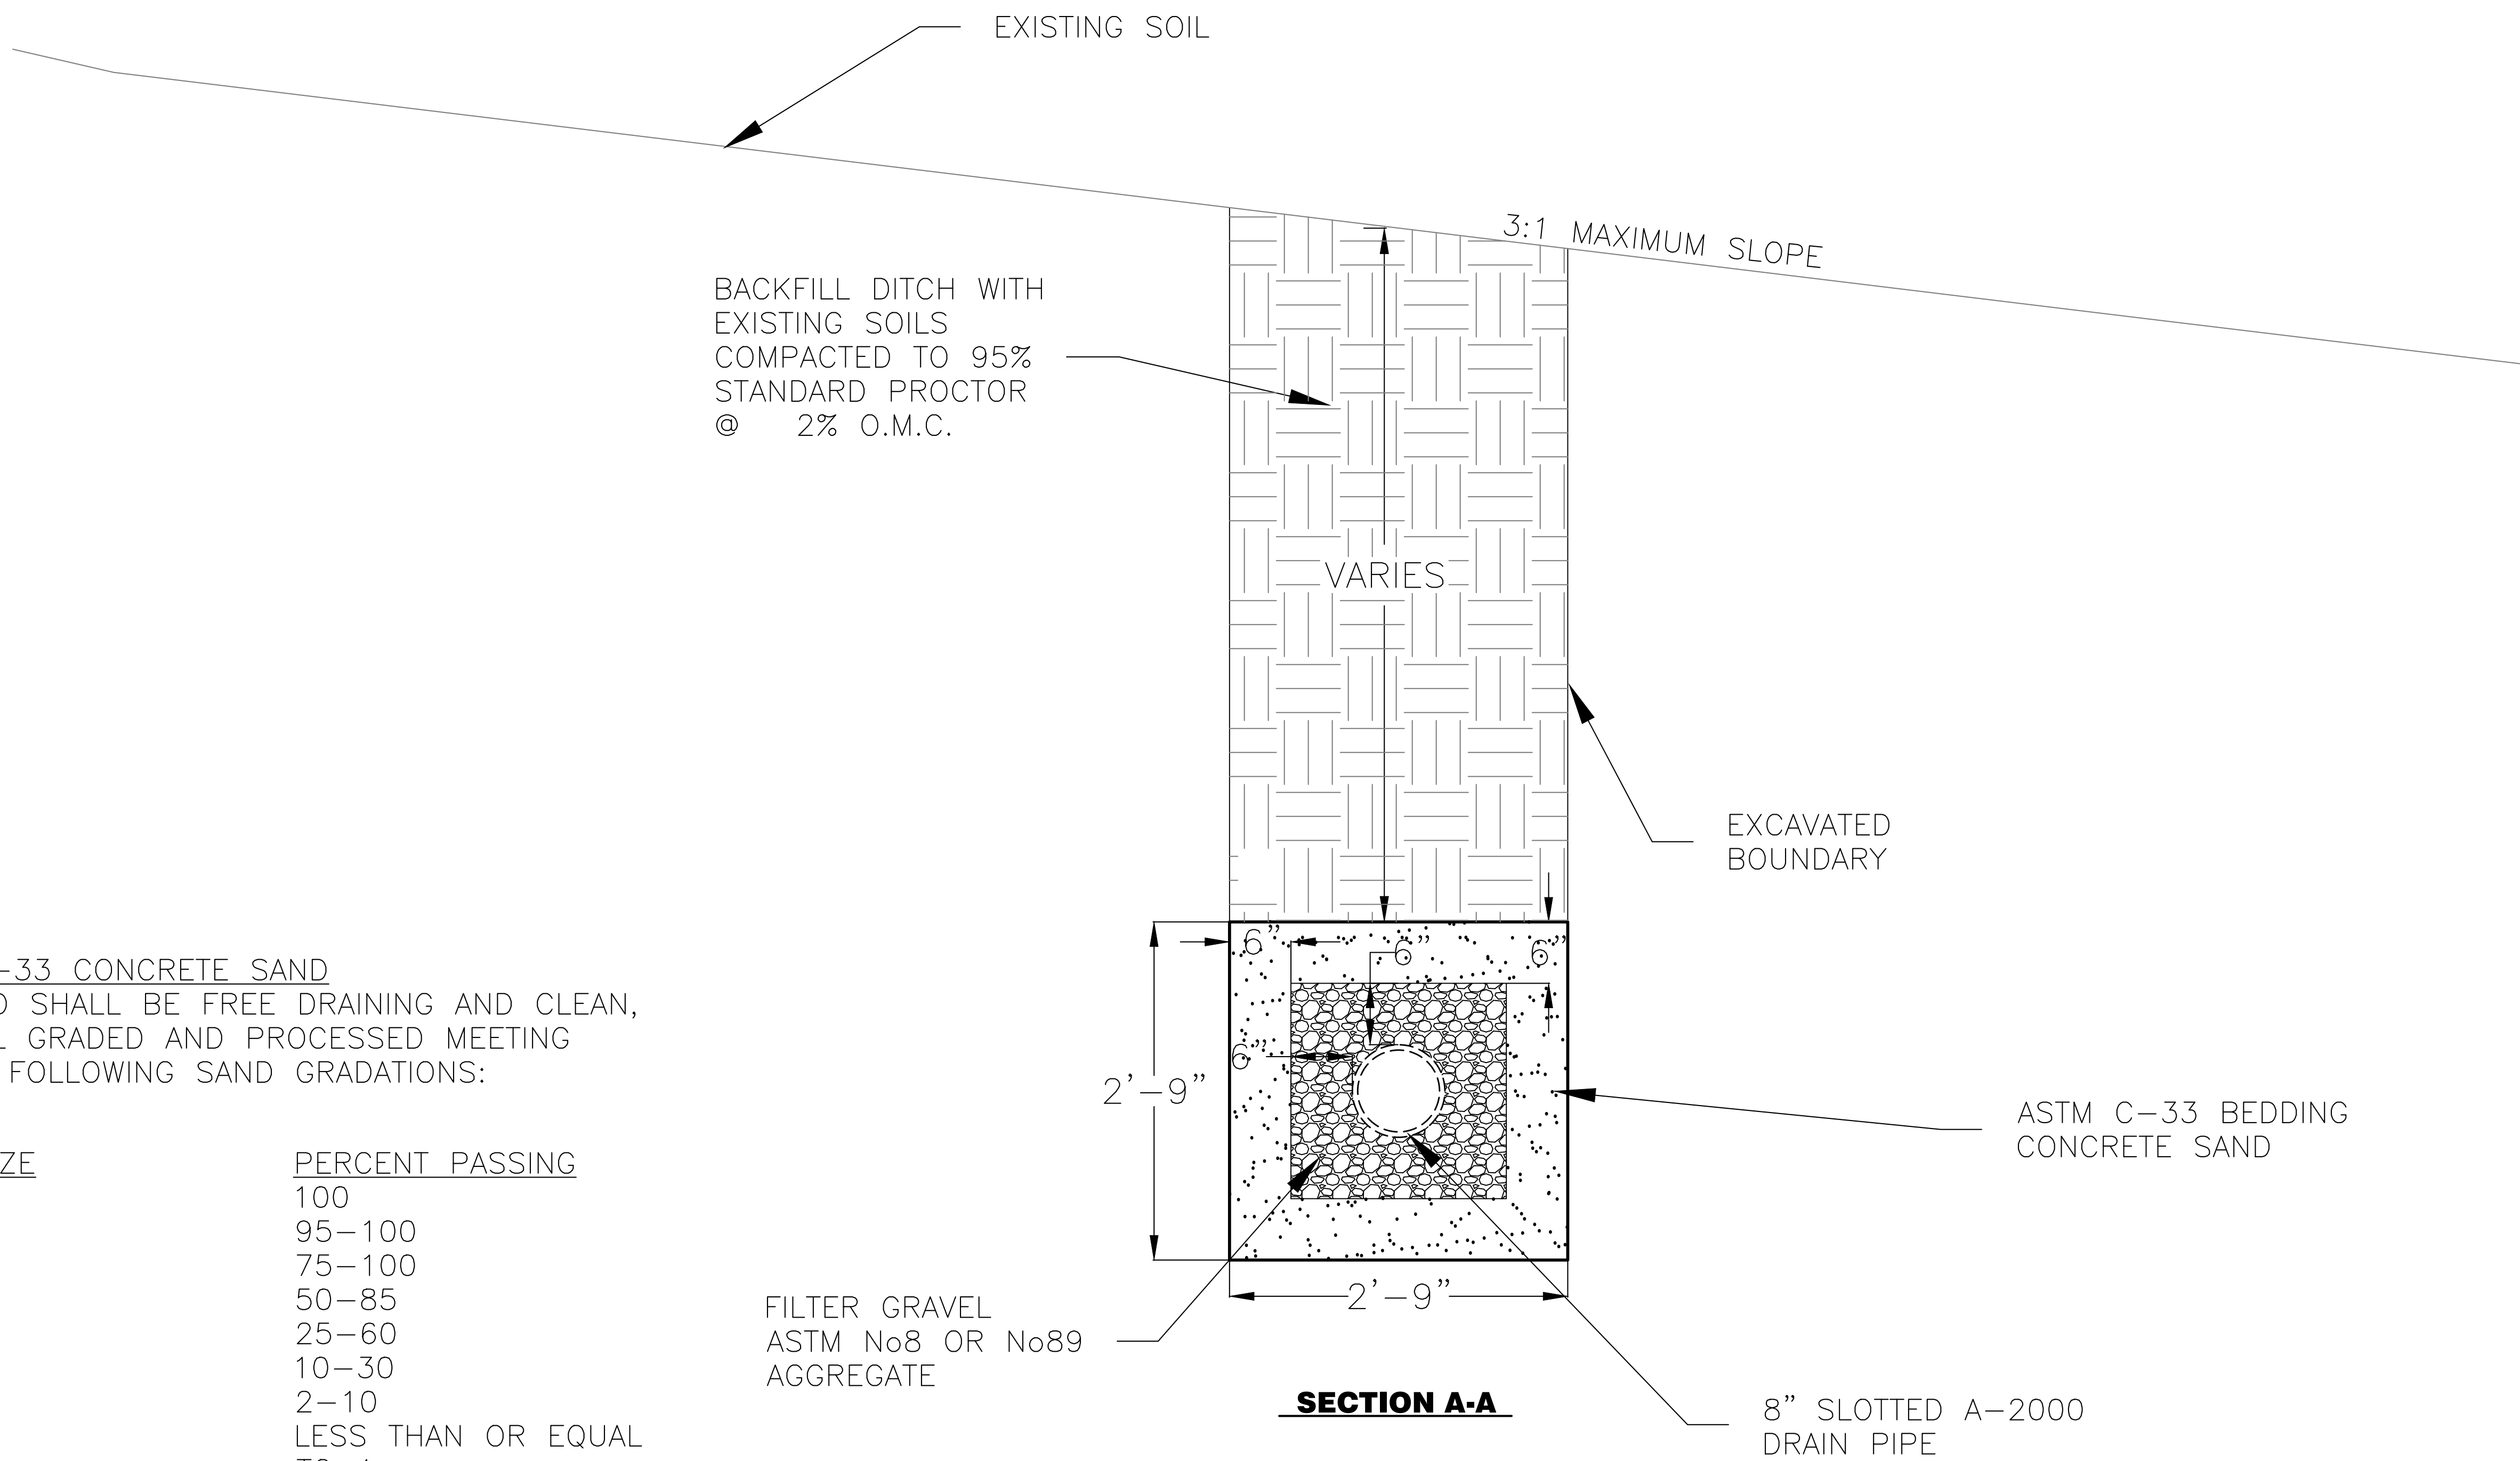 EXISTING SOIL
3:1 MAXIMUM SLOPE
BACKFILL DITCH WITH
EXISTING SOILS
COMPACTED TO 95%
STANDARD PROCTOR
@ 2% O.M.C.
VARIES
EXCAVATED
BOUNDARY
6"
6"
6"
6"
2'-9"
2'-9"
-33 CONCRETE SAND
SHALL BE FREE DRAINING AND CLEAN,
GRADED AND PROCESSED MEETING
FOLLOWING SAND GRADATIONS:
ZE
PERCENT PASSING
100
95-100
75-100
50-85
25-60
10-30
2-10
LESS THAN OR EQUAL
ASTM C-33 BEDDING
CONCRETE SAND
FILTER GRAVEL
ASTM No8 OR No89
AGGREGATE
SECTION A-A
8" SLOTTED A-2000
DRAIN PIPE